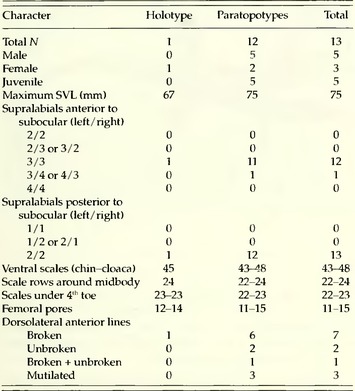 Character Holotype Paratopotypes Total
Total N 1 12 13
Male 0 5 5
Female 1 2 3
Juvenile 0 5 5
Maximum SVL (mm) 67 75 75
Supralabials anterior to
subocular (left/right)
2/2 0 0 0
2/3 or 3/2 0 0 0
3/3 1 11 12
3/4 or 4/3 0 1 1
4/4 0 0 0
Supralabials posterior to
subocular (left/right)
1/1 0 0 0
1/2 or 2/1 0 0 0
2/2 1 12 13
Ventral scales (chin–cloaca) 45 43–48 43–48
Scale rows around midbody 24 22–24 22–24
Scales under 4th toe 23–23 22–23 22–23
Femoral pores 12–14 11–15 11–15
Dorsolateral anterior lines
Broken 1 6 7
Unbroken 0 2 2
Broken + unbroken 0 1 1
Mutilated 0 3 3